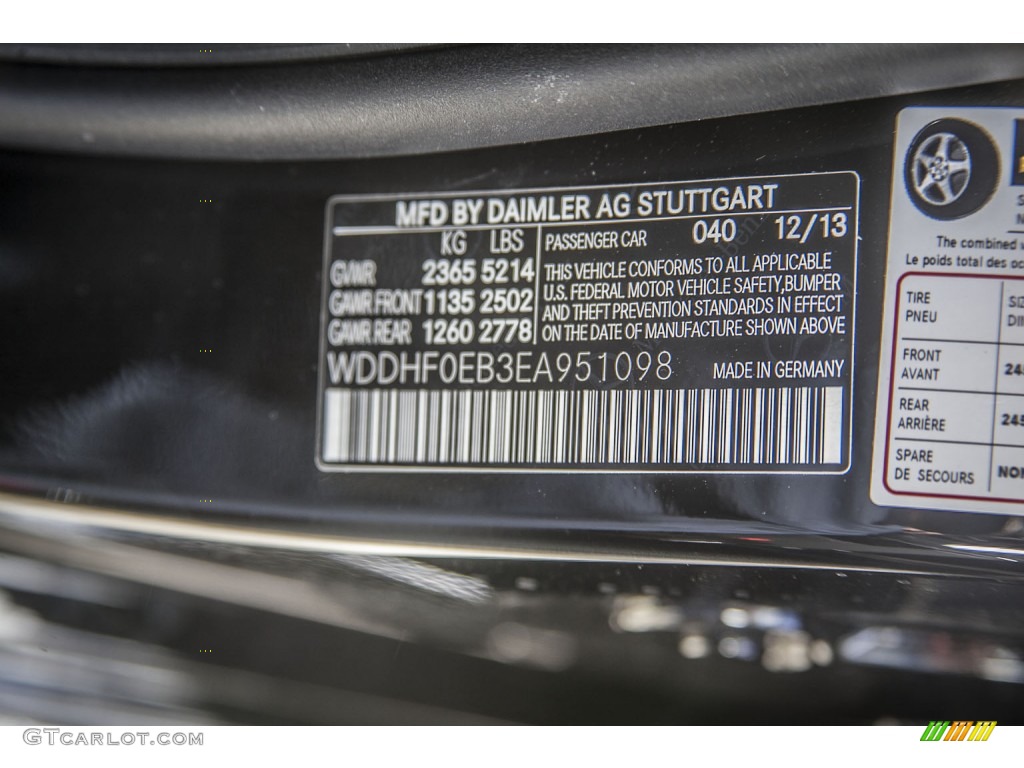 MFD BY DAIMLER AG STUTTGART
KG LBS
GVWR 2365 5214
GAWR FRONT 1135 2502
GAWR REAR 1260 2778
PASSENGER CAR 040 12/13
THIS VEHICLE CONFORMS TO ALL APPLICABLE
U.S. FEDERAL MOTOR VEHICLE SAFETY, BUMPER
AND THEFT PREVENTION STANDARDS IN EFFECT
ON THE DATE OF MANUFACTURE SHOWN ABOVE
WDDHF0EB3EA951098 MADE IN GERMANY
The combined
Le poids total des
TIRE
PNEU
FRONT
AVANT
REAR
ARRIÈRE
SPARE
DE SECOURS
GTCARLOT.COM